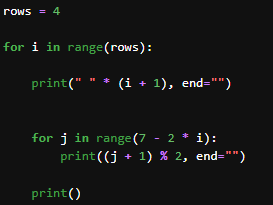 rows = 4
for i in range(rows):
    print(" " * (i + 1), end="")
    for j in range(7 - 2 * i):
        print((j + 1) % 2, end="")
    print()